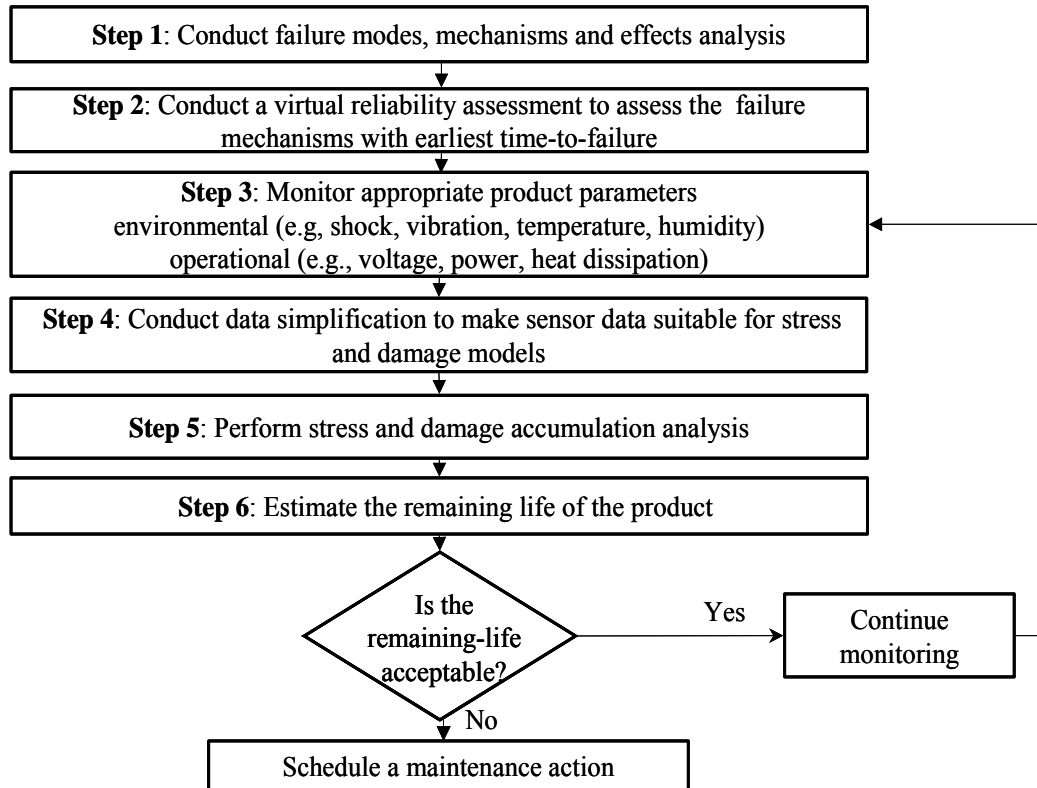 Step 1: Conduct failure modes, mechanisms and effects analysis
Step 2: Conduct a virtual reliability assessment to assess the  failure
mechanisms with earliest time-to-failure
Step 3: Monitor appropriate product parameters
environmental (e.g, shock, vibration, temperature, humidity)
operational (e.g., voltage, power, heat dissipation)
Step 4: Conduct data simplification to make sensor data suitable for stress
and damage models
Step 5: Perform stress and damage accumulation analysis
Step 6: Estimate the remaining life of the product
Is the
remaining-life
acceptable?
Yes
Continue
monitoring
No
Schedule a maintenance action